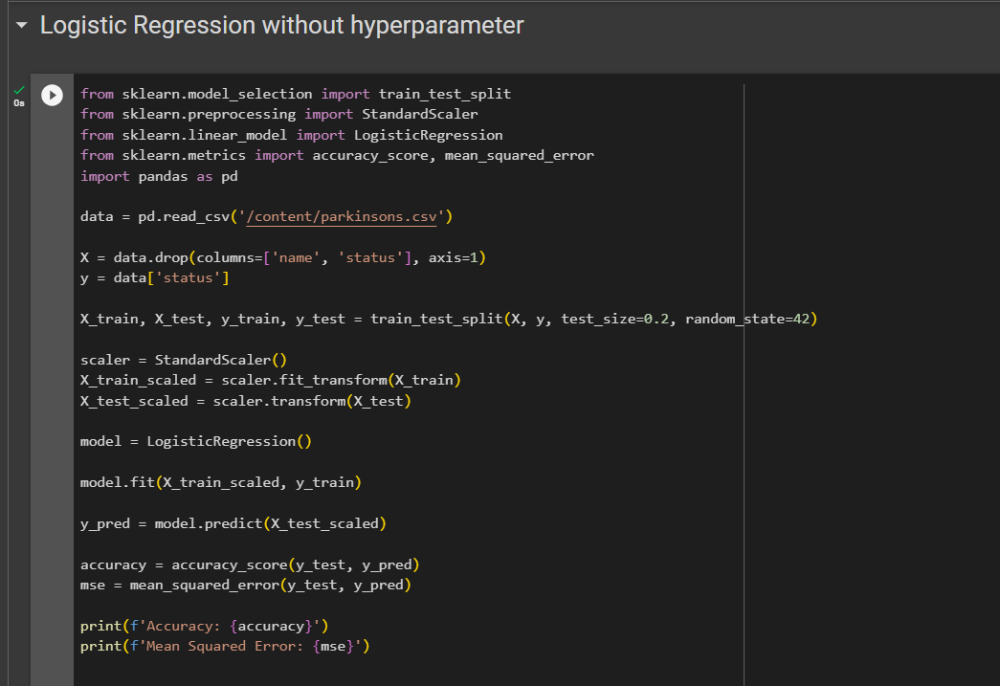 Logistic Regression without hyperparameter
0s
from sklearn.model_selection import train_test_split
from sklearn.preprocessing import StandardScaler
from sklearn.linear_model import LogisticRegression
from sklearn.metrics import accuracy_score, mean_squared_error
import pandas as pd
data = pd.read_csv('/content/parkinsons.csv')
X = data.drop(columns=['name', 'status'], axis=1)
y = data['status']
X_train, X_test, y_train, y_test = train_test_split(X, y, test_size=0.2, random_state=42)
scaler = StandardScaler()
X_train_scaled = scaler.fit_transform(X_train)
X_test_scaled = scaler.transform(X_test)
model = LogisticRegression()
model.fit(X_train_scaled, y_train)
y_pred = model.predict(X_test_scaled)
accuracy = accuracy_score(y_test, y_pred)
mse = mean_squared_error(y_test, y_pred)
print(f'Accuracy: {accuracy}')
print(f'Mean Squared Error: {mse}')